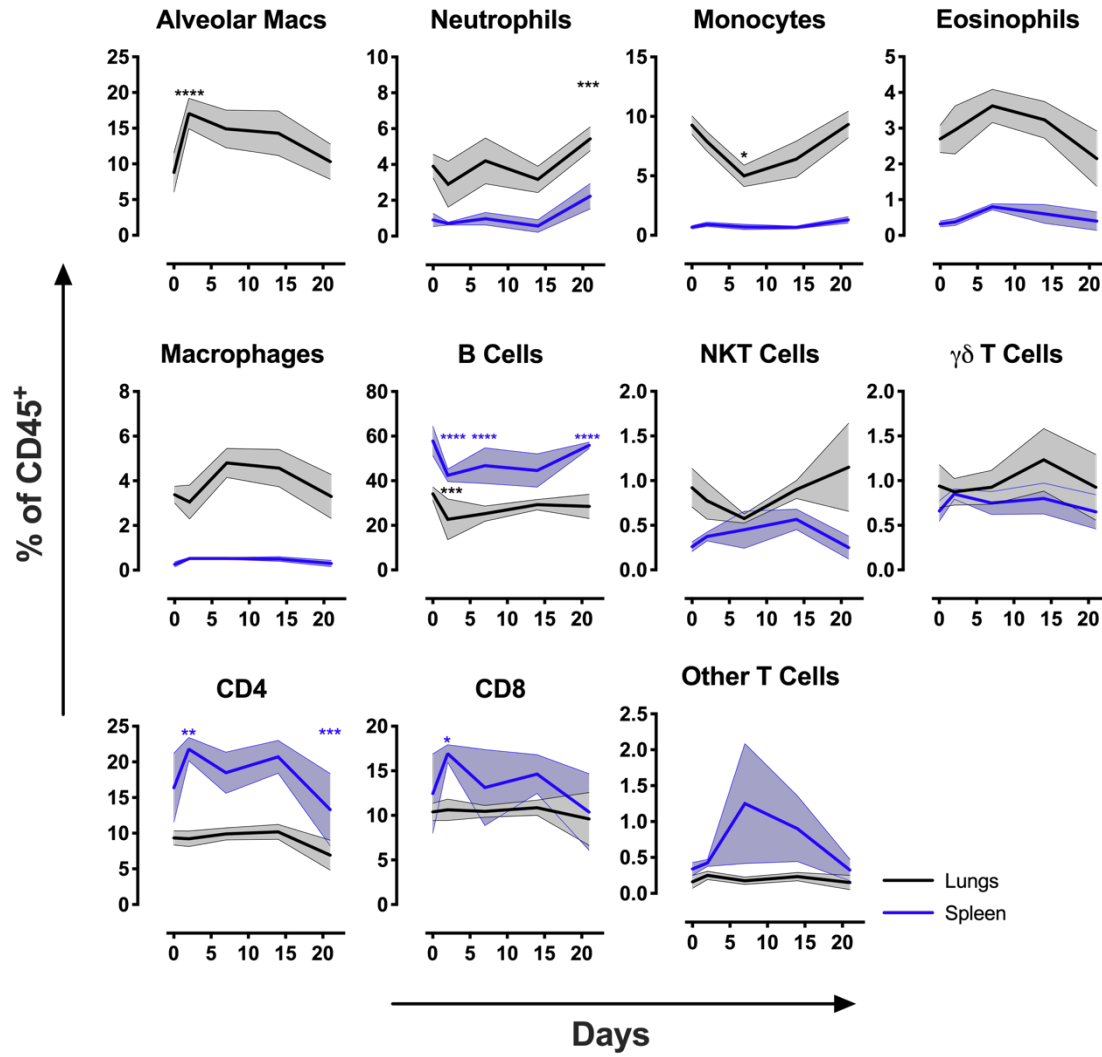 Alveolar Macs
25
20
15
10
5
0
****
0 5 10 15 20
Neutrophils
10
8
6
4
2
0
***
0 5 10 15 20
Monocytes
15
10
5
0
*
0 5 10 15 20
Eosinophils
5
4
3
2
1
0
0 5 10 15 20
% of CD45+
Macrophages
8
6
4
2
0
0 5 10 15 20
B Cells
80
60
40
20
0
**** **** ****
***
0 5 10 15 20
NKT Cells
2.0
1.5
1.0
0.5
0.0
0 5 10 15 20
γδ T Cells
2.0
1.5
1.0
0.5
0.0
0 5 10 15 20
CD4
25
20
15
10
5
0
** ***
0 5 10 15 20
CD8
20
15
10
5
0
*
0 5 10 15 20
Other T Cells
2.5
2.0
1.5
1.0
0.5
0.0
0 5 10 15 20
Lungs
Spleen
Days